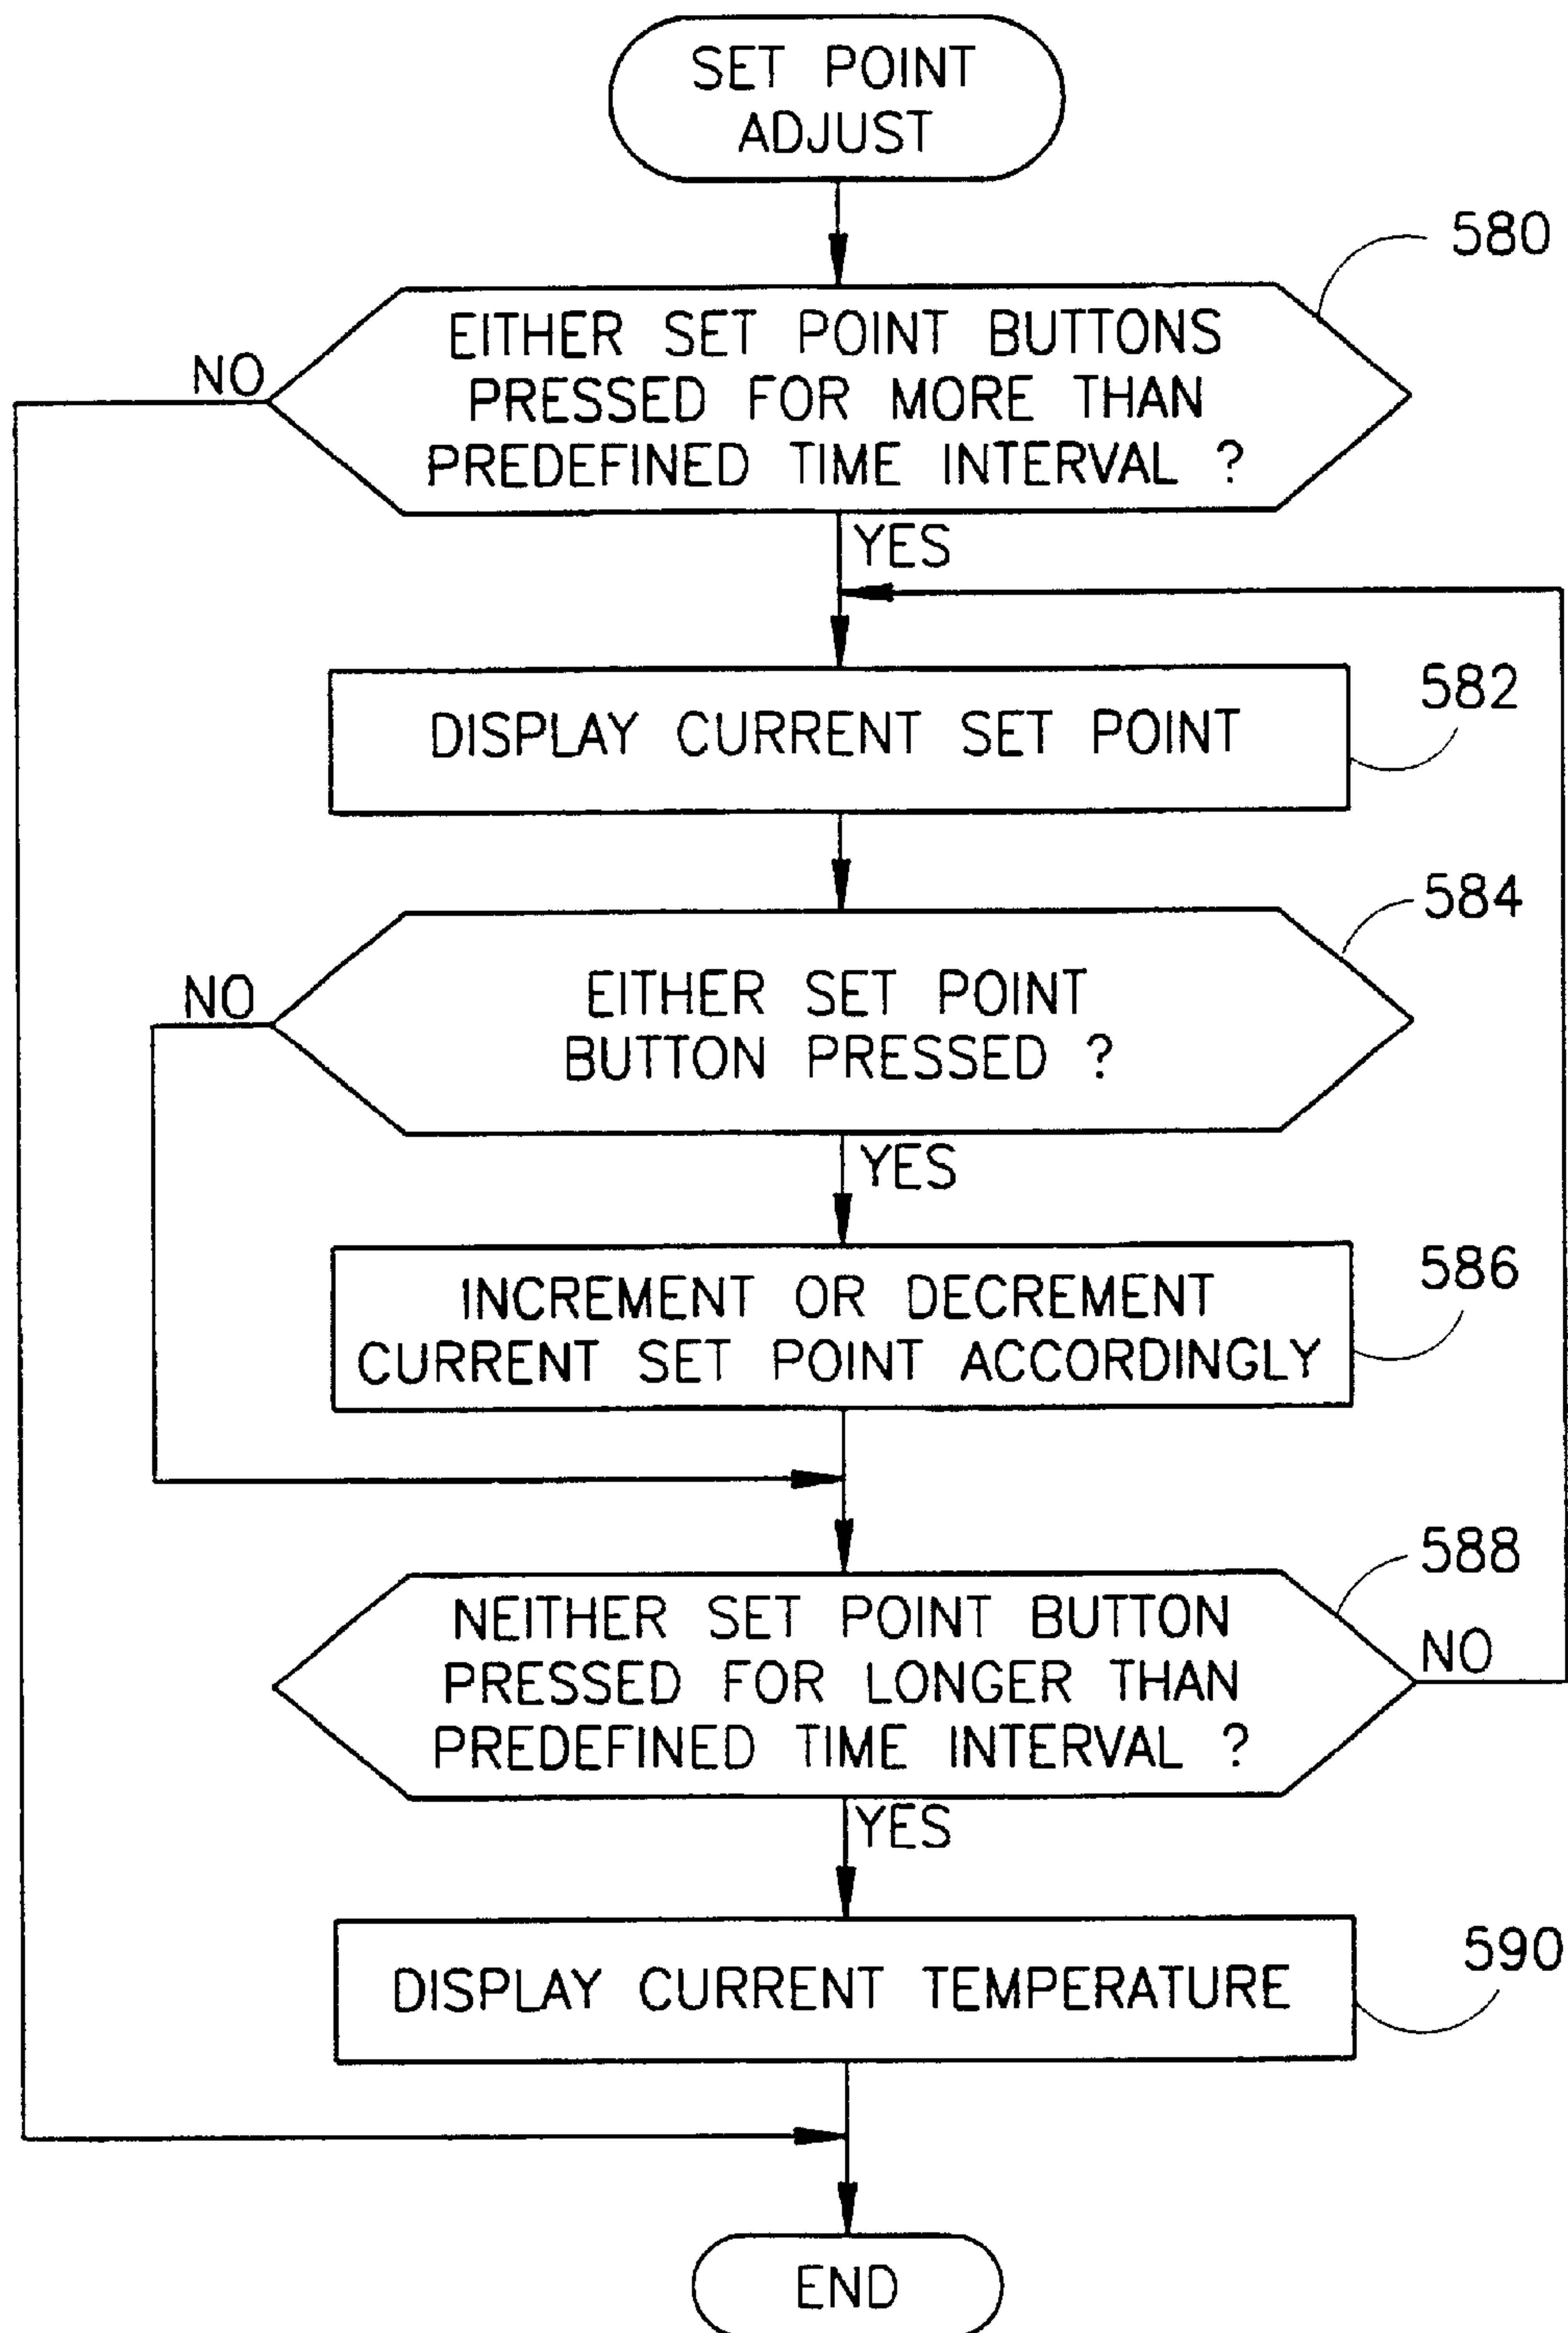 SET POINT
ADJUST
580
EITHER SET POINT BUTTONS
PRESSED FOR MORE THAN
PREDEFINED TIME INTERVAL ?
NO
YES
582
DISPLAY CURRENT SET POINT
584
EITHER SET POINT
BUTTON PRESSED ?
NO
YES
586
INCREMENT OR DECREMENT
CURRENT SET POINT ACCORDINGLY
588
NEITHER SET POINT BUTTON
PRESSED FOR LONGER THAN
PREDEFINED TIME INTERVAL ?
NO
YES
590
DISPLAY CURRENT TEMPERATURE
END